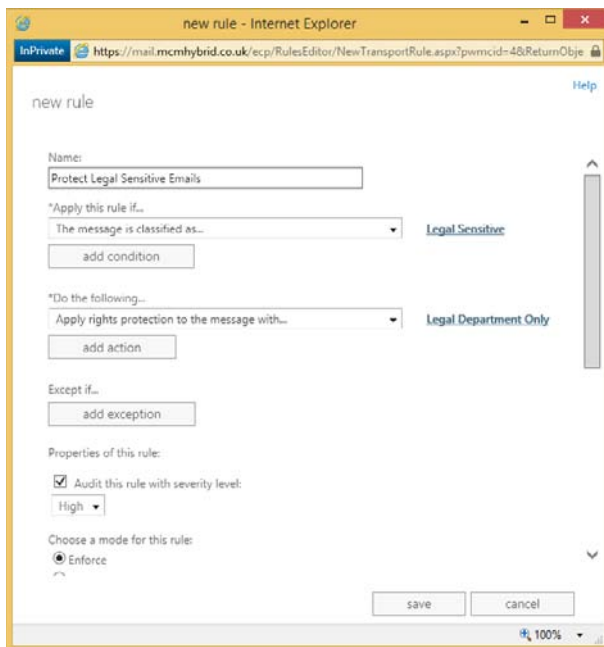 new rule - Internet Explorer
InPrivate https://mail.mcmhybrid.co.uk/ecp/RulesEditor/NewTransportRule.aspx?pwmcid=4&ReturnObje
Help
new rule
Name:
Protect Legal Sensitive Emails
*Apply this rule if...
The message is classified as... Legal Sensitive
add condition
*Do the following...
Apply rights protection to the message with... Legal Department Only
add action
Except if...
add exception
Properties of this rule:
Audit this rule with severity level:
High
Choose a mode for this rule:
Enforce
save cancel
100%